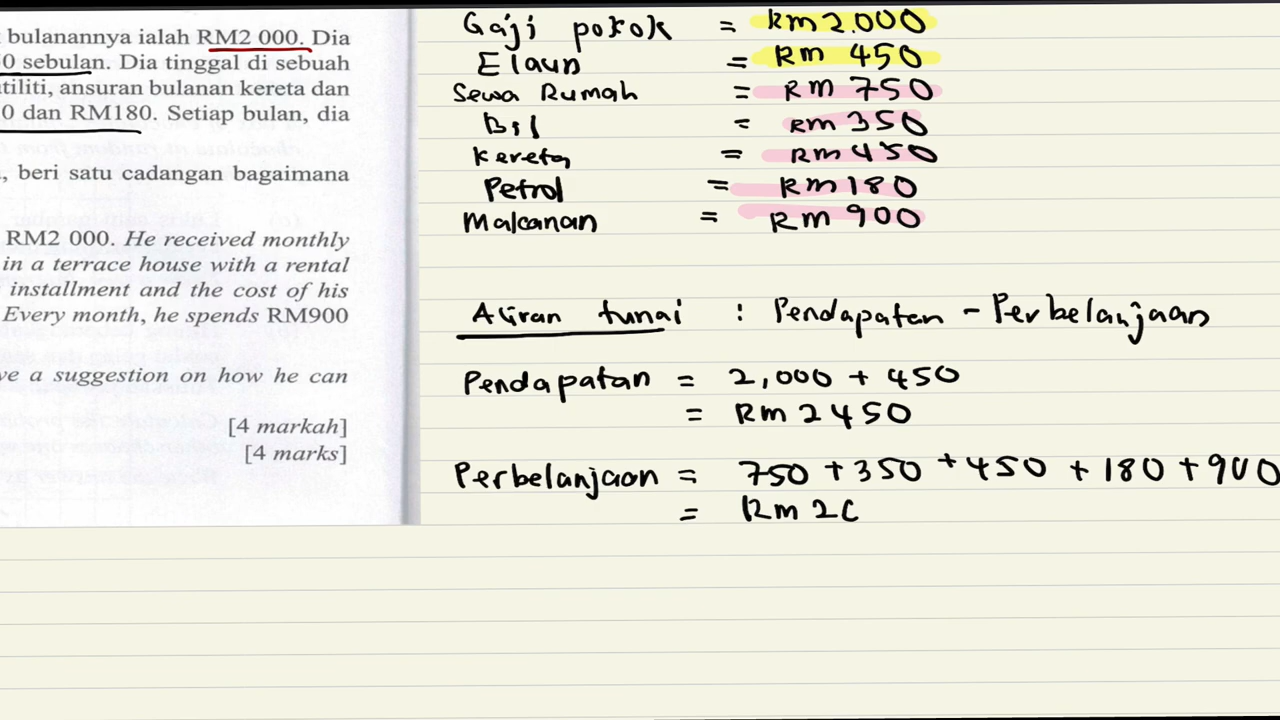 bulanannya ialah RM2 000. Dia
0 sebulan. Dia tinggal di sebuah
tiliti, ansuran bulanan kereta dan
0 dan RM180. Setiap bulan, dia
, beri satu cadangan bagaimana
RM2 000. He received monthly
in a terrace house with a rental
installment and the cost of his
Every month, he spends RM900
ve a suggestion on how he can
[4 markah]
[4 marks]
Gaji pokok = RM 2.000
Elaun = RM 450
Sewa Rumah = RM 750
Bil = RM 350
Kereta = RM 450
Petrol = RM 180
Makanan = RM 900
Aliran tunai : Pendapatan - Perbelanjaan
Pendapatan = 2,000 + 450
= RM 2450
Perbelanjaan = 750 + 350 + 450 + 180 + 900
= RM 2